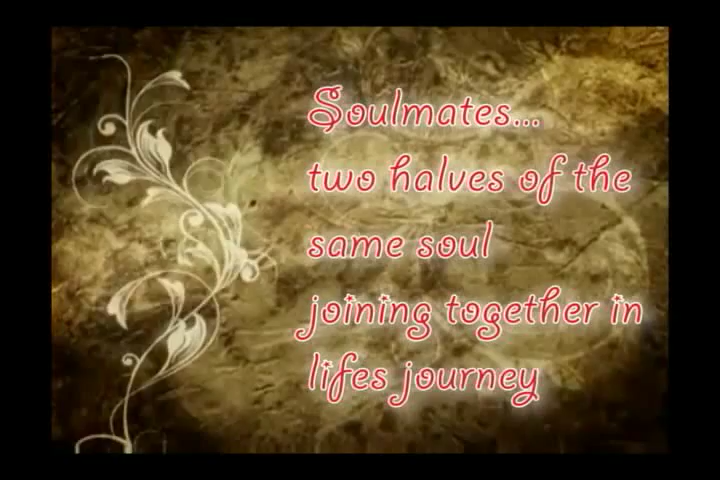 Soulmates...
two halves of the
same soul
joining together in
lifes journey